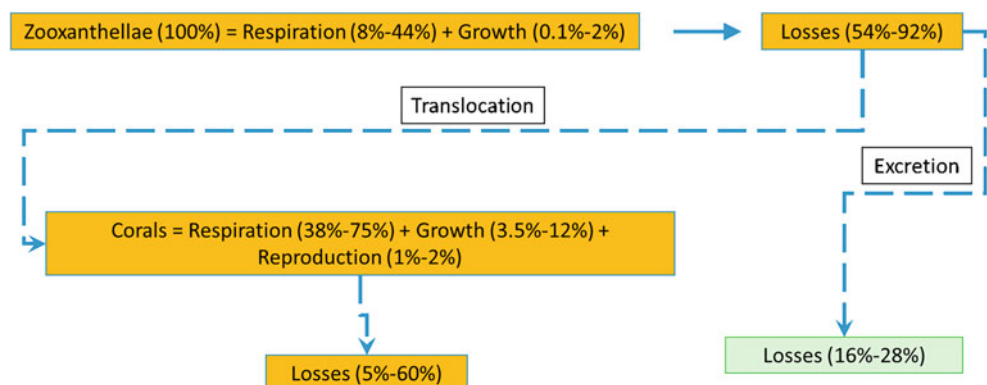 Zooxanthellae (100%) = Respiration (8%-44%) + Growth (0.1%-2%)
Losses (54%-92%)
Translocation
Excretion
Corals = Respiration (38%-75%) + Growth (3.5%-12%) +
Reproduction (1%-2%)
Losses (16%-28%)
Losses (5%-60%)